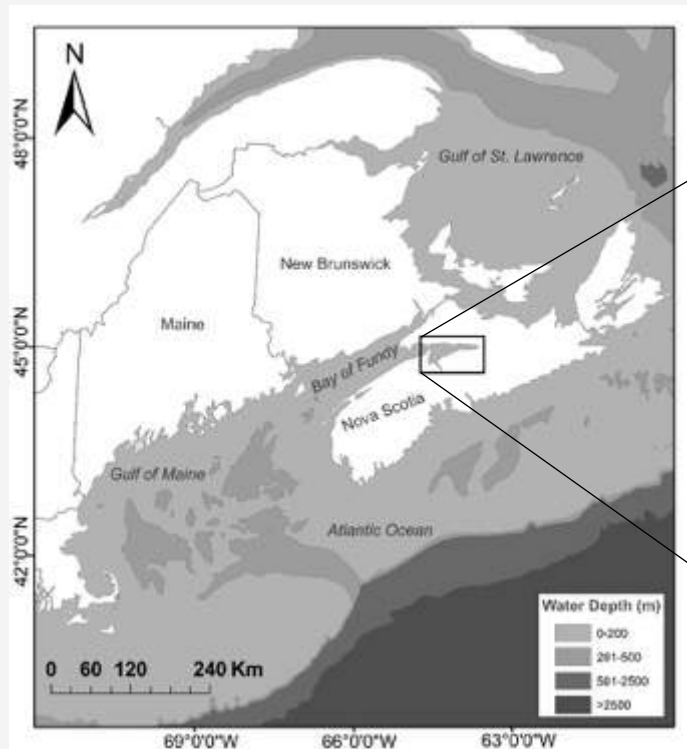 N
48°0'0"N
Gulf of St. Lawrence
New Brunswick
Maine
45°0'0"N
Bay of Fundy
Nova Scotia
Gulf of Maine
Atlantic Ocean
42°0'0"N
Water Depth (m)
0-200
201-500
501-2500
>2500
0 60 120 240 Km
69°0'0"W
66°0'0"W
63°0'0"W